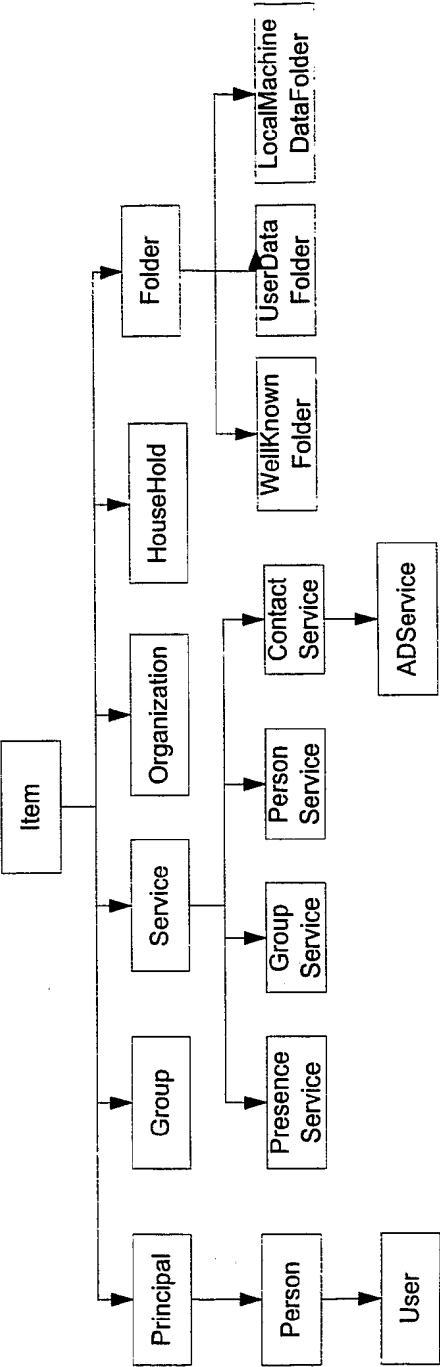 Item
Principal
Group
Service
Organization
HouseHold
Folder
Person
Presence
Service
Group
Service
Person
Service
Contact
Service
WellKnown
Folder
UserData
Folder
LocalMachine
DataFolder
User
ADService